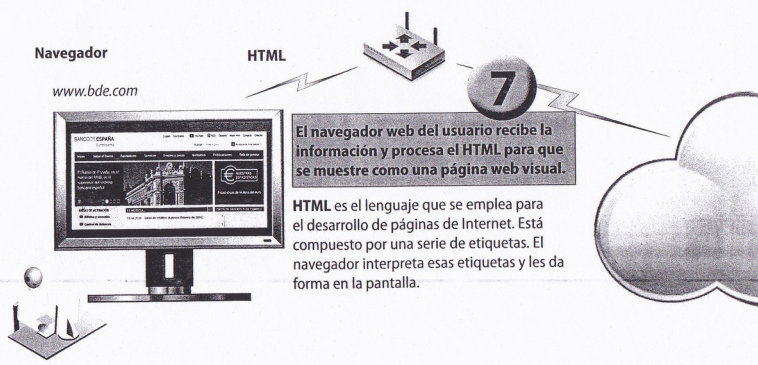 Navegador
HTML
www.bde.com
7
BANCO DE ESPAÑA
Eurosistema
El navegador web del usuario recibe la
información y procesa el HTML para que
se muestre como una página web visual.
HTML es el lenguaje que se emplea para
el desarrollo de páginas de Internet. Está
compuesto por una serie de etiquetas. El
navegador interpreta esas etiquetas y les da
forma en la pantalla.